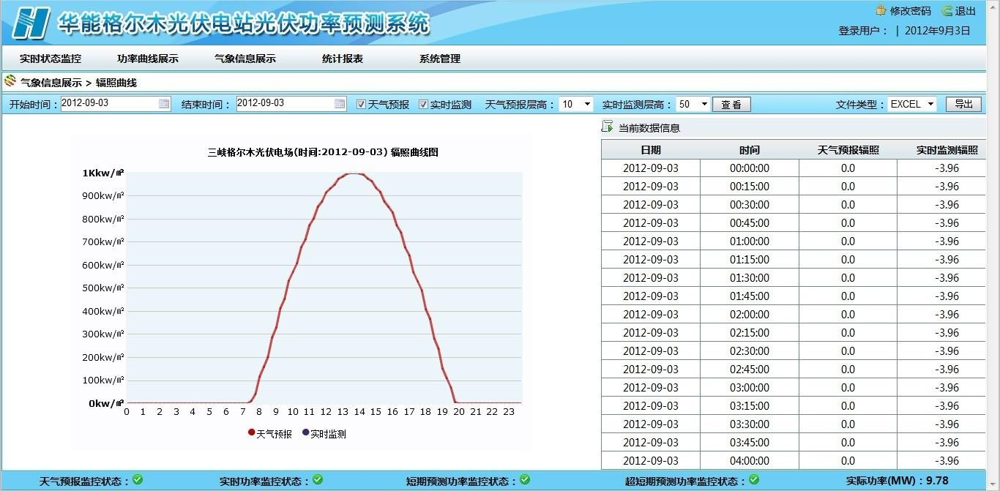 华能格尔木光伏电站光伏功率预测系统
修改密码 退出
登录用户： | 2012年9月3日
实时状态监控 功率曲线展示 气象信息展示 统计报表 系统管理
气象信息展示 > 辐照曲线
开始时间： 2012-09-03 结束时间： 2012-09-03 天气预报 实时监测 天气预报层高： 10 实时监测层高： 50 查看 文件类型： EXCEL 导出
三峡格尔木光伏电场(时间:2012-09-03) 辐照曲线图
1Kkw/㎡
900kw/㎡
800kw/㎡
700kw/㎡
600kw/㎡
500kw/㎡
400kw/㎡
300kw/㎡
200kw/㎡
100kw/㎡
0kw/㎡
0 1 2 3 4 5 6 7 8 9 10 11 12 13 14 15 16 17 18 19 20 21 22 23
天气预报 实时监测
当前数据信息
日期 时间 天气预报辐照 实时监测辐照
2012-09-03 00:00:00 0.0 -3.96
2012-09-03 00:15:00 0.0 -3.96
2012-09-03 00:30:00 0.0 -3.96
2012-09-03 00:45:00 0.0 -3.96
2012-09-03 01:00:00 0.0 -3.96
2012-09-03 01:15:00 0.0 -3.96
2012-09-03 01:30:00 0.0 -3.96
2012-09-03 01:45:00 0.0 -3.96
2012-09-03 02:00:00 0.0 -3.96
2012-09-03 02:15:00 0.0 -3.96
2012-09-03 02:30:00 0.0 -3.96
2012-09-03 02:45:00 0.0 -3.96
2012-09-03 03:00:00 0.0 -3.96
2012-09-03 03:15:00 0.0 -3.96
2012-09-03 03:30:00 0.0 -3.96
2012-09-03 03:45:00 0.0 -3.96
2012-09-03 04:00:00 0.0 -3.96
天气预报监控状态： 实时功率监控状态： 短期预测功率监控状态： 超短期预测功率监控状态： 实际功率(MW)：9.78